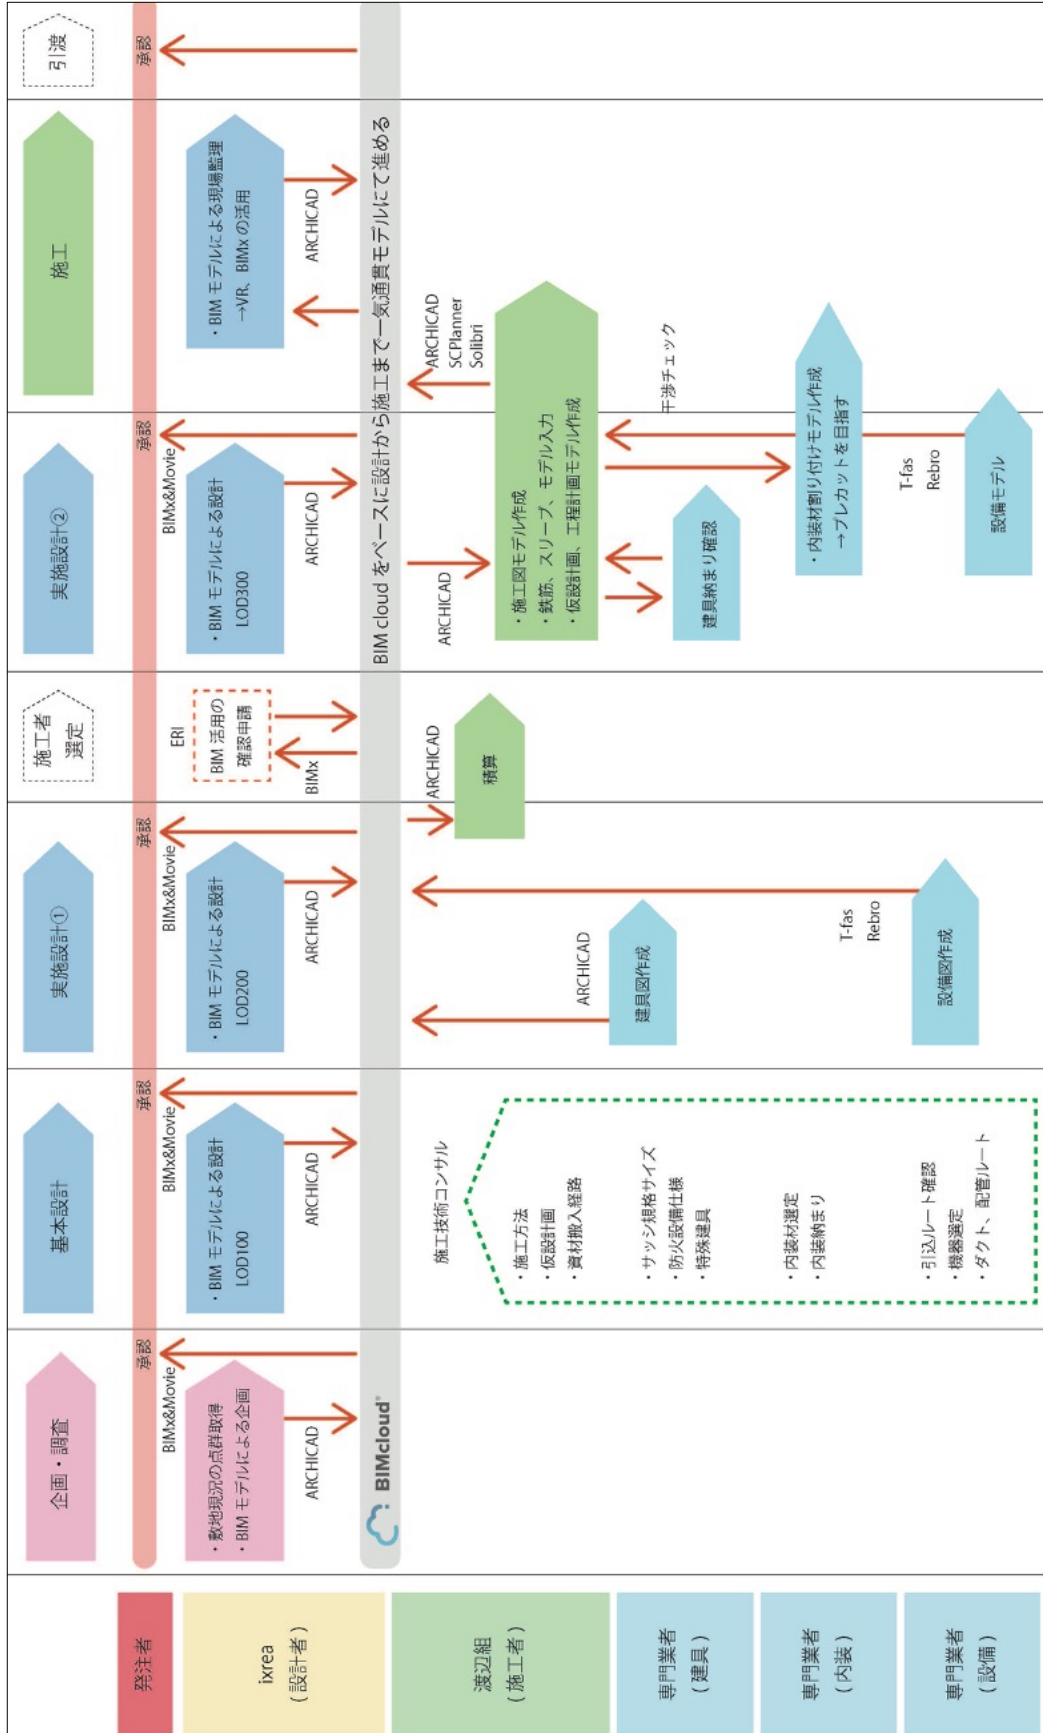 企画・調査
基本設計
実施設計①
施工者
選定
実施設計②
施工
引渡
発注者
承認
承認
承認
承認
承認
BIMx&Movie
BIMx&Movie
BIMx&Movie
BIMx&Movie
ixrea
(設計者)
・敷地現況の点群取得
・BIM モデルによる企画
ARCHICAD
・BIM モデルによる設計
LOD100
ARCHICAD
・BIM モデルによる設計
LOD200
ARCHICAD
ERI
BIM 活用の
確認申請
BIMx
・BIM モデルによる設計
LOD300
ARCHICAD
・BIM モデルによる現場監理
→VR、BIMx の活用
ARCHICAD
BIMcloud®
BIM cloud をベースに設計から施工まで一気通貫モデルにて進める
渡辺組
(施工者)
施工技術コンサル
・施工方法
・仮設計画
・資材搬入経路
ARCHICAD
積算
ARCHICAD
ARCHICAD
SCPlanner
Solibri
・施工図モデル作成
・鉄筋、スリーブ、モデル入力
・仮設計画、工程計画モデル作成
専門業者
(建具)
・サッシ規格サイズ
・防火設備仕様
・特殊建具
ARCHICAD
建具図作成
建具納まり確認
干渉チェック
専門業者
(内装)
・内装材選定
・内装納まり
・内装材割り付けモデル作成
→プレカットを目指す
専門業者
(設備)
・引込ルート確認
・機器選定
・ダクト、配管ルート
T-fas
Rebro
設備図作成
T-fas
Rebro
設備モデル